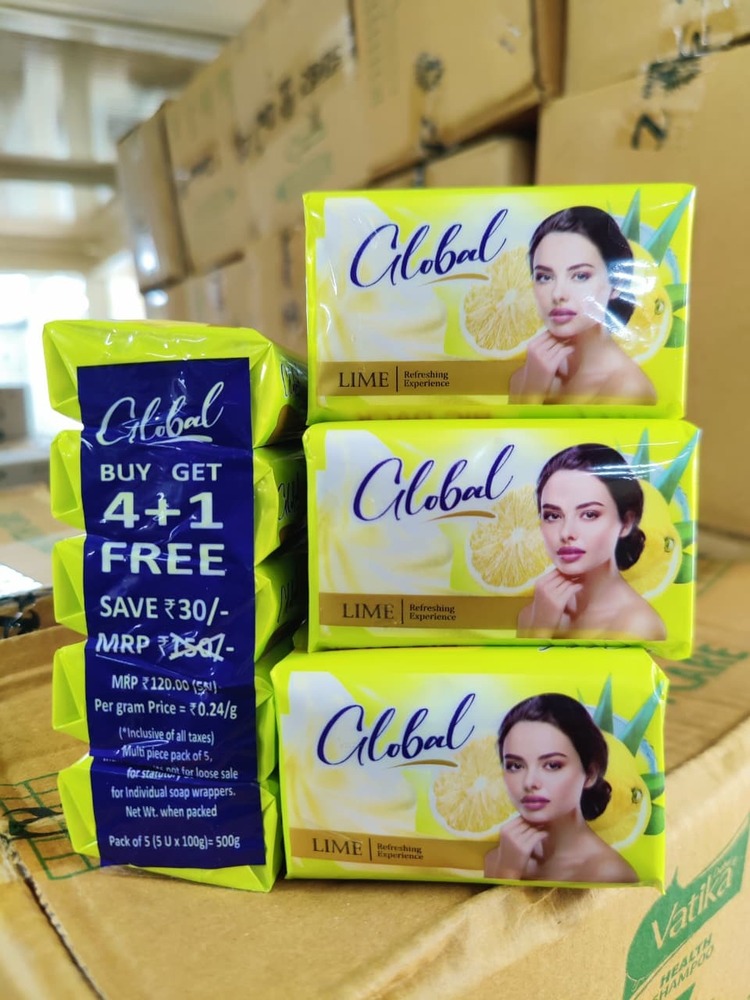 Global
BUY GET
4+1
FREE
SAVE ₹30/-
MRP ₹150/-
MRP ₹120.00 (5N)
Per gram Price = ₹0.24/g
(*Inclusive of all taxes)
Multi piece pack of 5,
for loose sale
for Individual soap wrappers.
Net Wt. when packed
Pack of 5 (5 U x 100g)= 500g
Global
LIME
Refreshing
Experience
Global
LIME
Refreshing
Experience
Global
LIME
Refreshing
Experience
Vatika
HEALTH
SHAMPOO